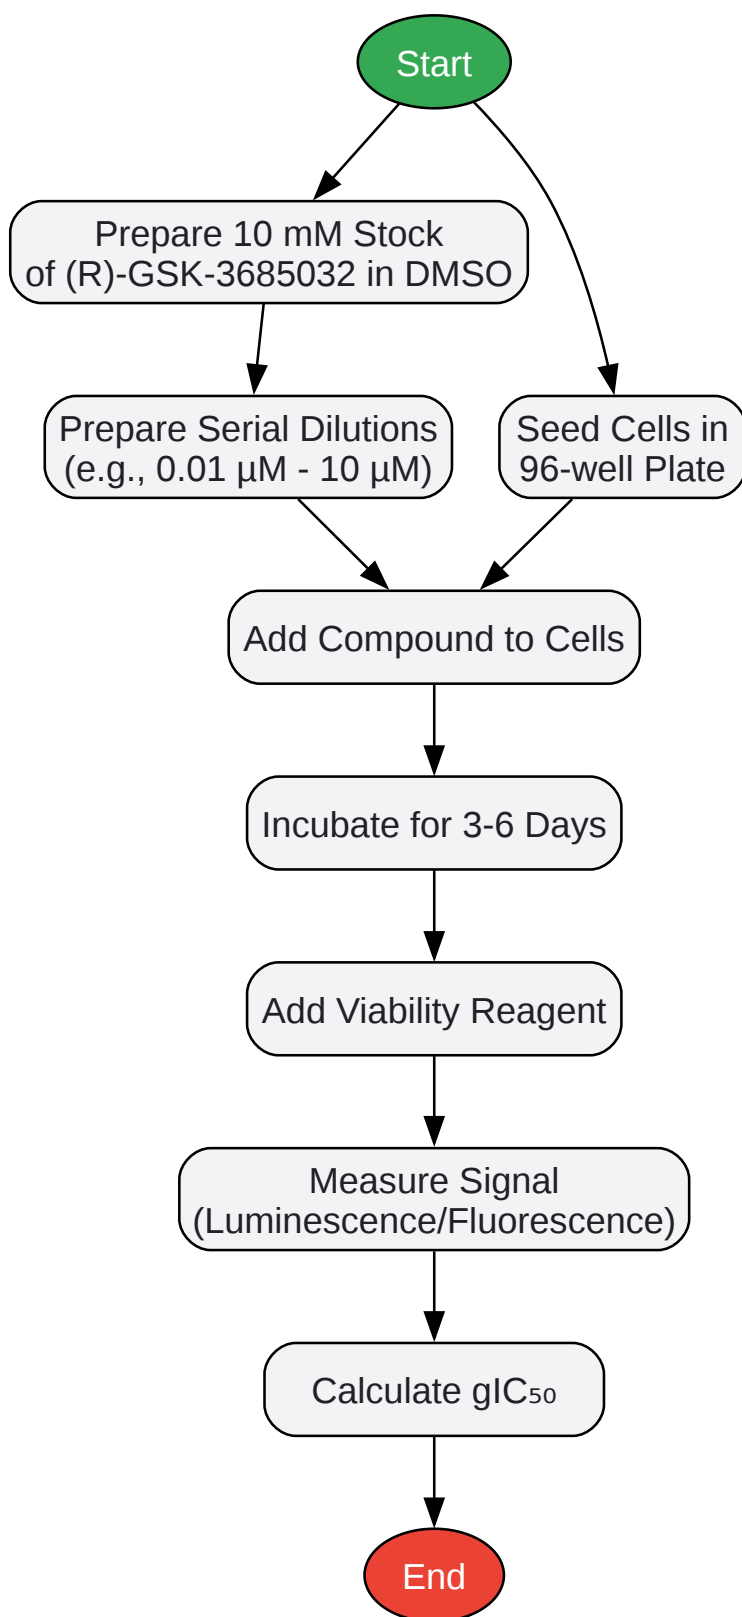 Start
Prepare 10 mM Stock
of (R)-GSK-3685032 in DMSO
Prepare Serial Dilutions
(e.g., 0.01 µM - 10 µM)
Seed Cells in
96-well Plate
Add Compound to Cells
Incubate for 3-6 Days
Add Viability Reagent
Measure Signal
(Luminescence/Fluorescence)
Calculate gIC₅₀
End